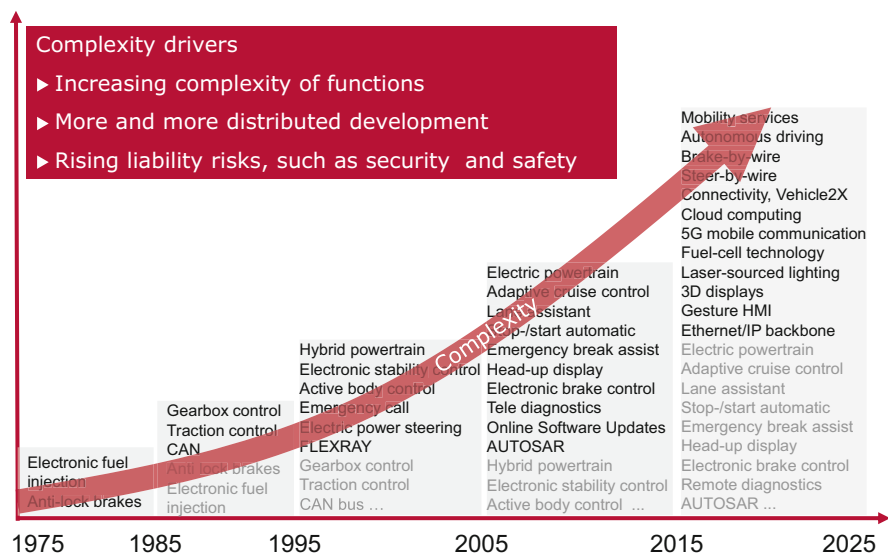 Complexity drivers
▶ Increasing complexity of functions
▶ More and more distributed development
▶ Rising liability risks, such as security and safety
Complexity
Electronic fuel
injection
Anti-lock brakes
Gearbox control
Traction control
CAN
Anti lock brakes
Electronic fuel
injection
Hybrid powertrain
Electronic stability control
Active body control
Emergency call
Electric power steering
FLEXRAY
Gearbox control
Traction control
CAN bus …
Electric powertrain
Adaptive cruise control
Lane assistant
Stop-/start automatic
Emergency break assist
Head-up display
Electronic brake control
Tele diagnostics
Online Software Updates
AUTOSAR
Hybrid powertrain
Electronic stability control
Active body control ...
Mobility services
Autonomous driving
Brake-by-wire
Steer-by-wire
Connectivity, Vehicle2X
Cloud computing
5G mobile communication
Fuel-cell technology
Laser-sourced lighting
3D displays
Gesture HMI
Ethernet/IP backbone
Electric powertrain
Adaptive cruise control
Lane assistant
Stop-/start automatic
Emergency break assist
Head-up display
Electronic brake control
Remote diagnostics
AUTOSAR ...
1975 1985 1995 2005 2015 2025